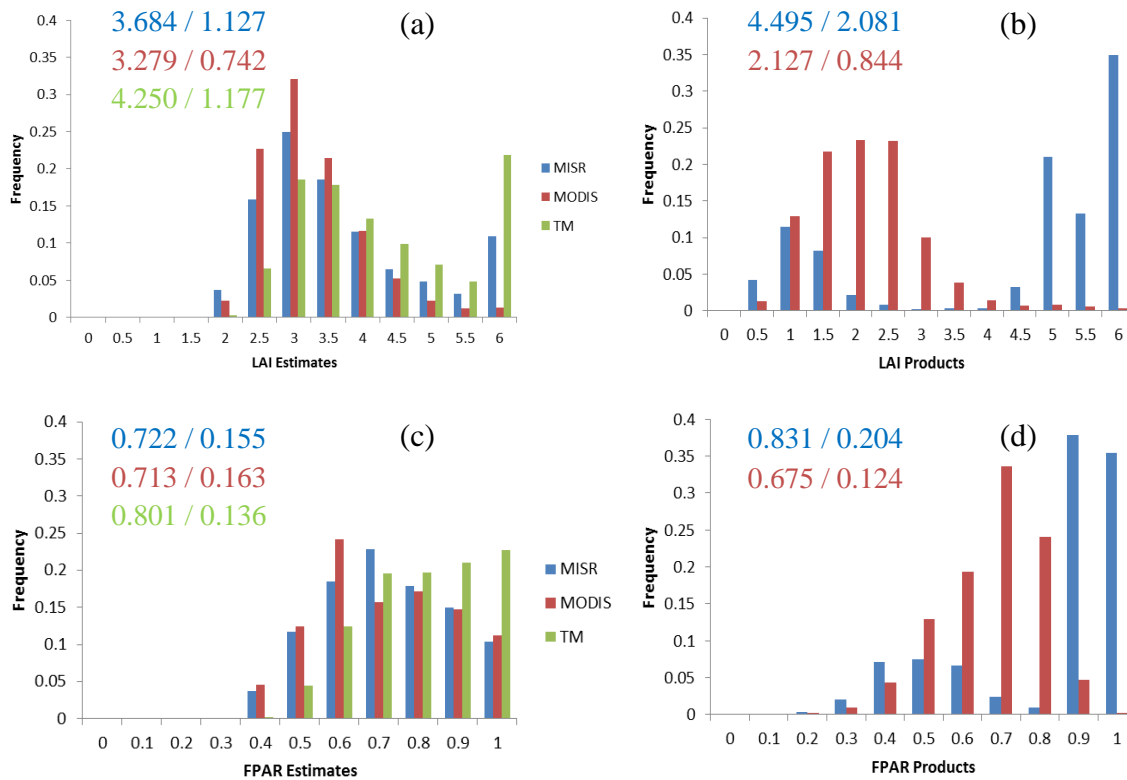 3.684 / 1.127
3.279 / 0.742
4.250 / 1.177
(a)
0.4
0.35
0.3
0.25
0.2
0.15
0.1
0.05
0
Frequency
0 0.5 1 1.5 2 2.5 3 3.5 4 4.5 5 5.5 6
LAI Estimates
MISR
MODIS
TM
4.495 / 2.081
2.127 / 0.844
(b)
0.4
0.35
0.3
0.25
0.2
0.15
0.1
0.05
0
Frequency
0 0.5 1 1.5 2 2.5 3 3.5 4 4.5 5 5.5 6
LAI Products
0.722 / 0.155
0.713 / 0.163
0.801 / 0.136
(c)
0.4
0.35
0.3
0.25
0.2
0.15
0.1
0.05
0
Frequency
0 0.1 0.2 0.3 0.4 0.5 0.6 0.7 0.8 0.9 1
FPAR Estimates
MISR
MODIS
TM
0.831 / 0.204
0.675 / 0.124
(d)
0.4
0.35
0.3
0.25
0.2
0.15
0.1
0.05
0
Frequency
0 0.1 0.2 0.3 0.4 0.5 0.6 0.7 0.8 0.9 1
FPAR Products